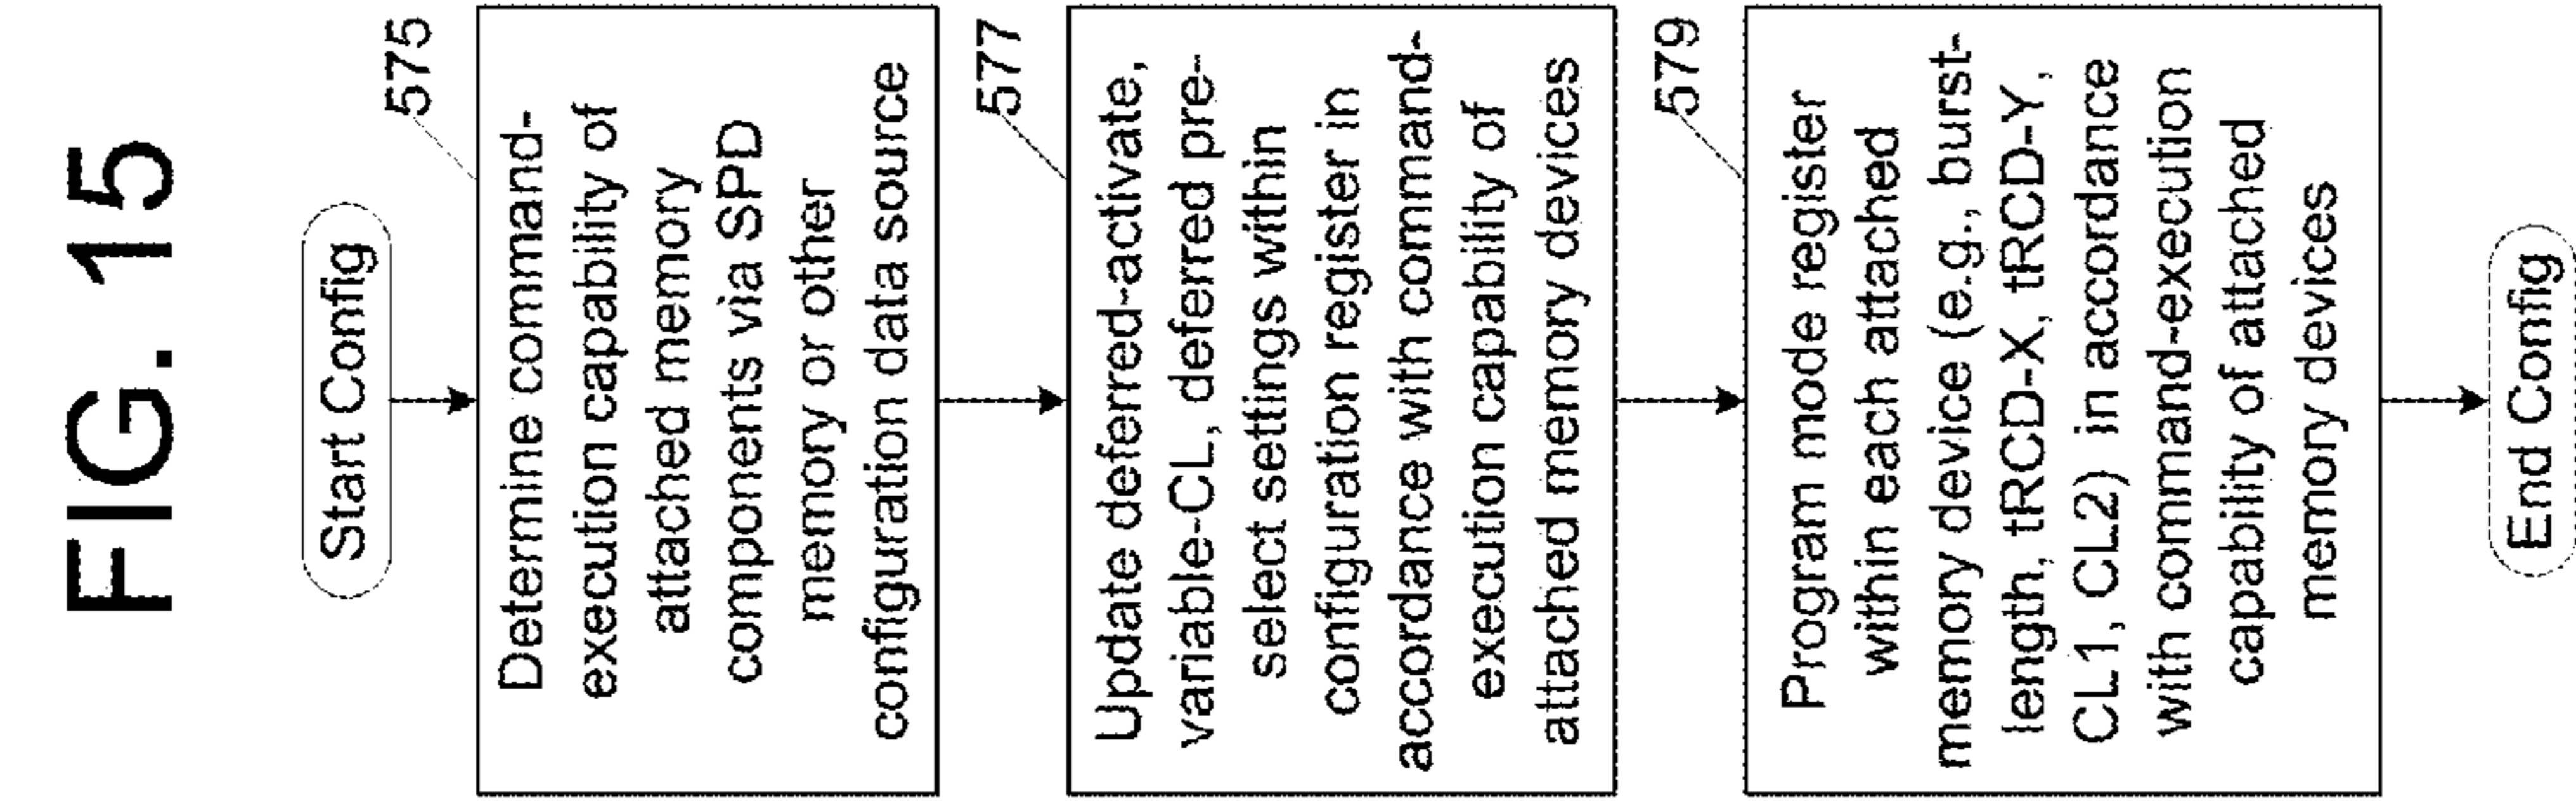 FIG. 15
Start Config
575
Determine command-
execution capability of
attached memory
components via SPD
memory or other
configuration data source
577
Update deferred-activate,
variable-CL, deferred pre-
select settings within
configuration register in
accordance with command-
execution capability of
attached memory devices
579
Program mode register
within each attached
memory device (e.g., burst-
length, tRCD-X, tRCD-Y,
CL1, CL2) in accordance
with command-execution
capability of attached
memory devices
End Config